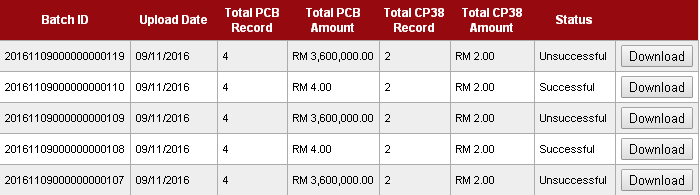 Batch ID Upload Date Total PCB Record Total PCB Amount Total CP38 Record Total CP38 Amount Status
20161109000000000119 09/11/2016 4 RM 3,600,000.00 2 RM 2.00 Unsuccessful Download
20161109000000000110 09/11/2016 4 RM 4.00 2 RM 2.00 Successful Download
20161109000000000109 09/11/2016 4 RM 3,600,000.00 2 RM 2.00 Unsuccessful Download
20161109000000000108 09/11/2016 4 RM 4.00 2 RM 2.00 Successful Download
20161109000000000107 09/11/2016 4 RM 3,600,000.00 2 RM 2.00 Unsuccessful Download